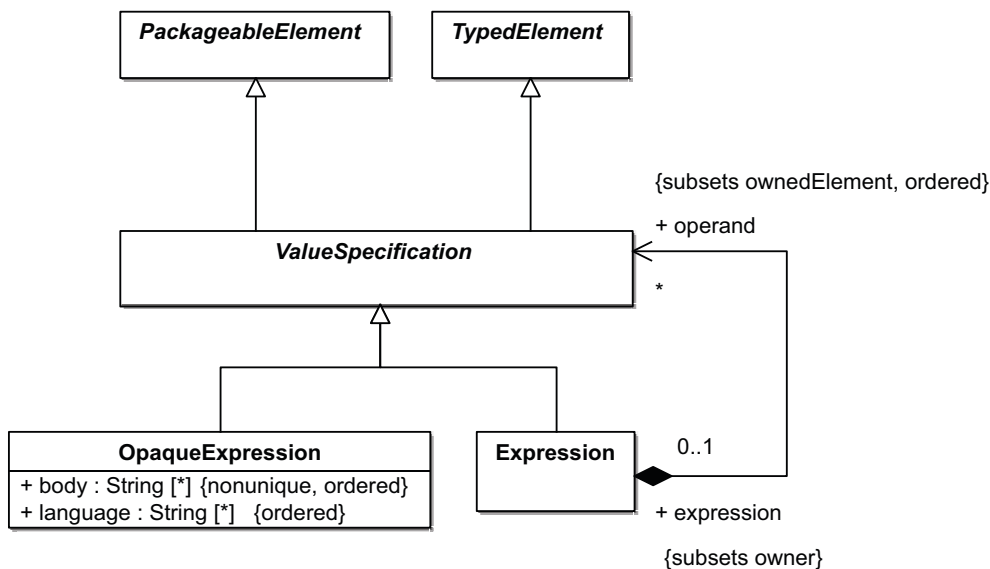 PackageableElement
TypedElement
{subsets ownedElement, ordered}
+ operand
ValueSpecification
*
OpaqueExpression
+ body : String [*] {nonunique, ordered}
+ language : String [*] {ordered}
Expression
0..1
+ expression
{subsets owner}